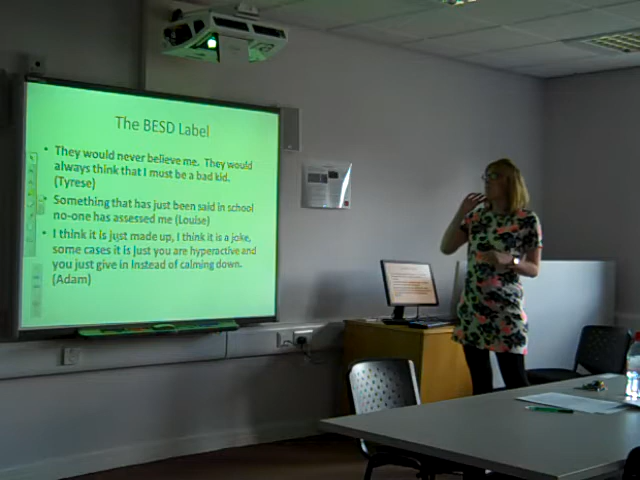 The BESD Label
• They would never believe me. They would
always think that I must be a bad kid.
(Tyrese)
• Something that has just been said in school
no-one has assessed me (Louise)
• I think it is just made up, I think it is a joke,
some cases it is just you are hyperactive and
you just give in instead of calming down.
(Adam)